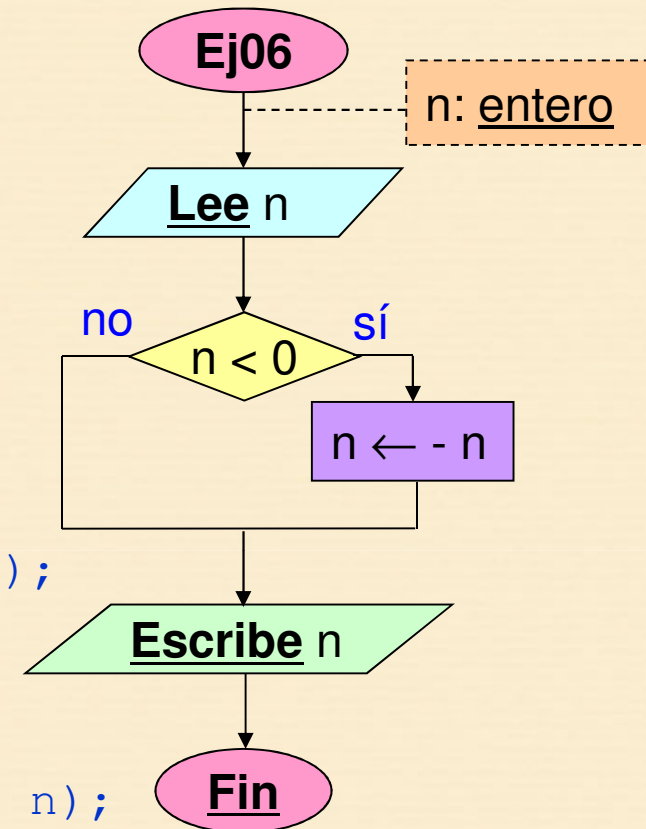 Ej06
n: entero
Lee n
no
sí
n < 0
n ← - n
);
Escribe n
n);
Fin